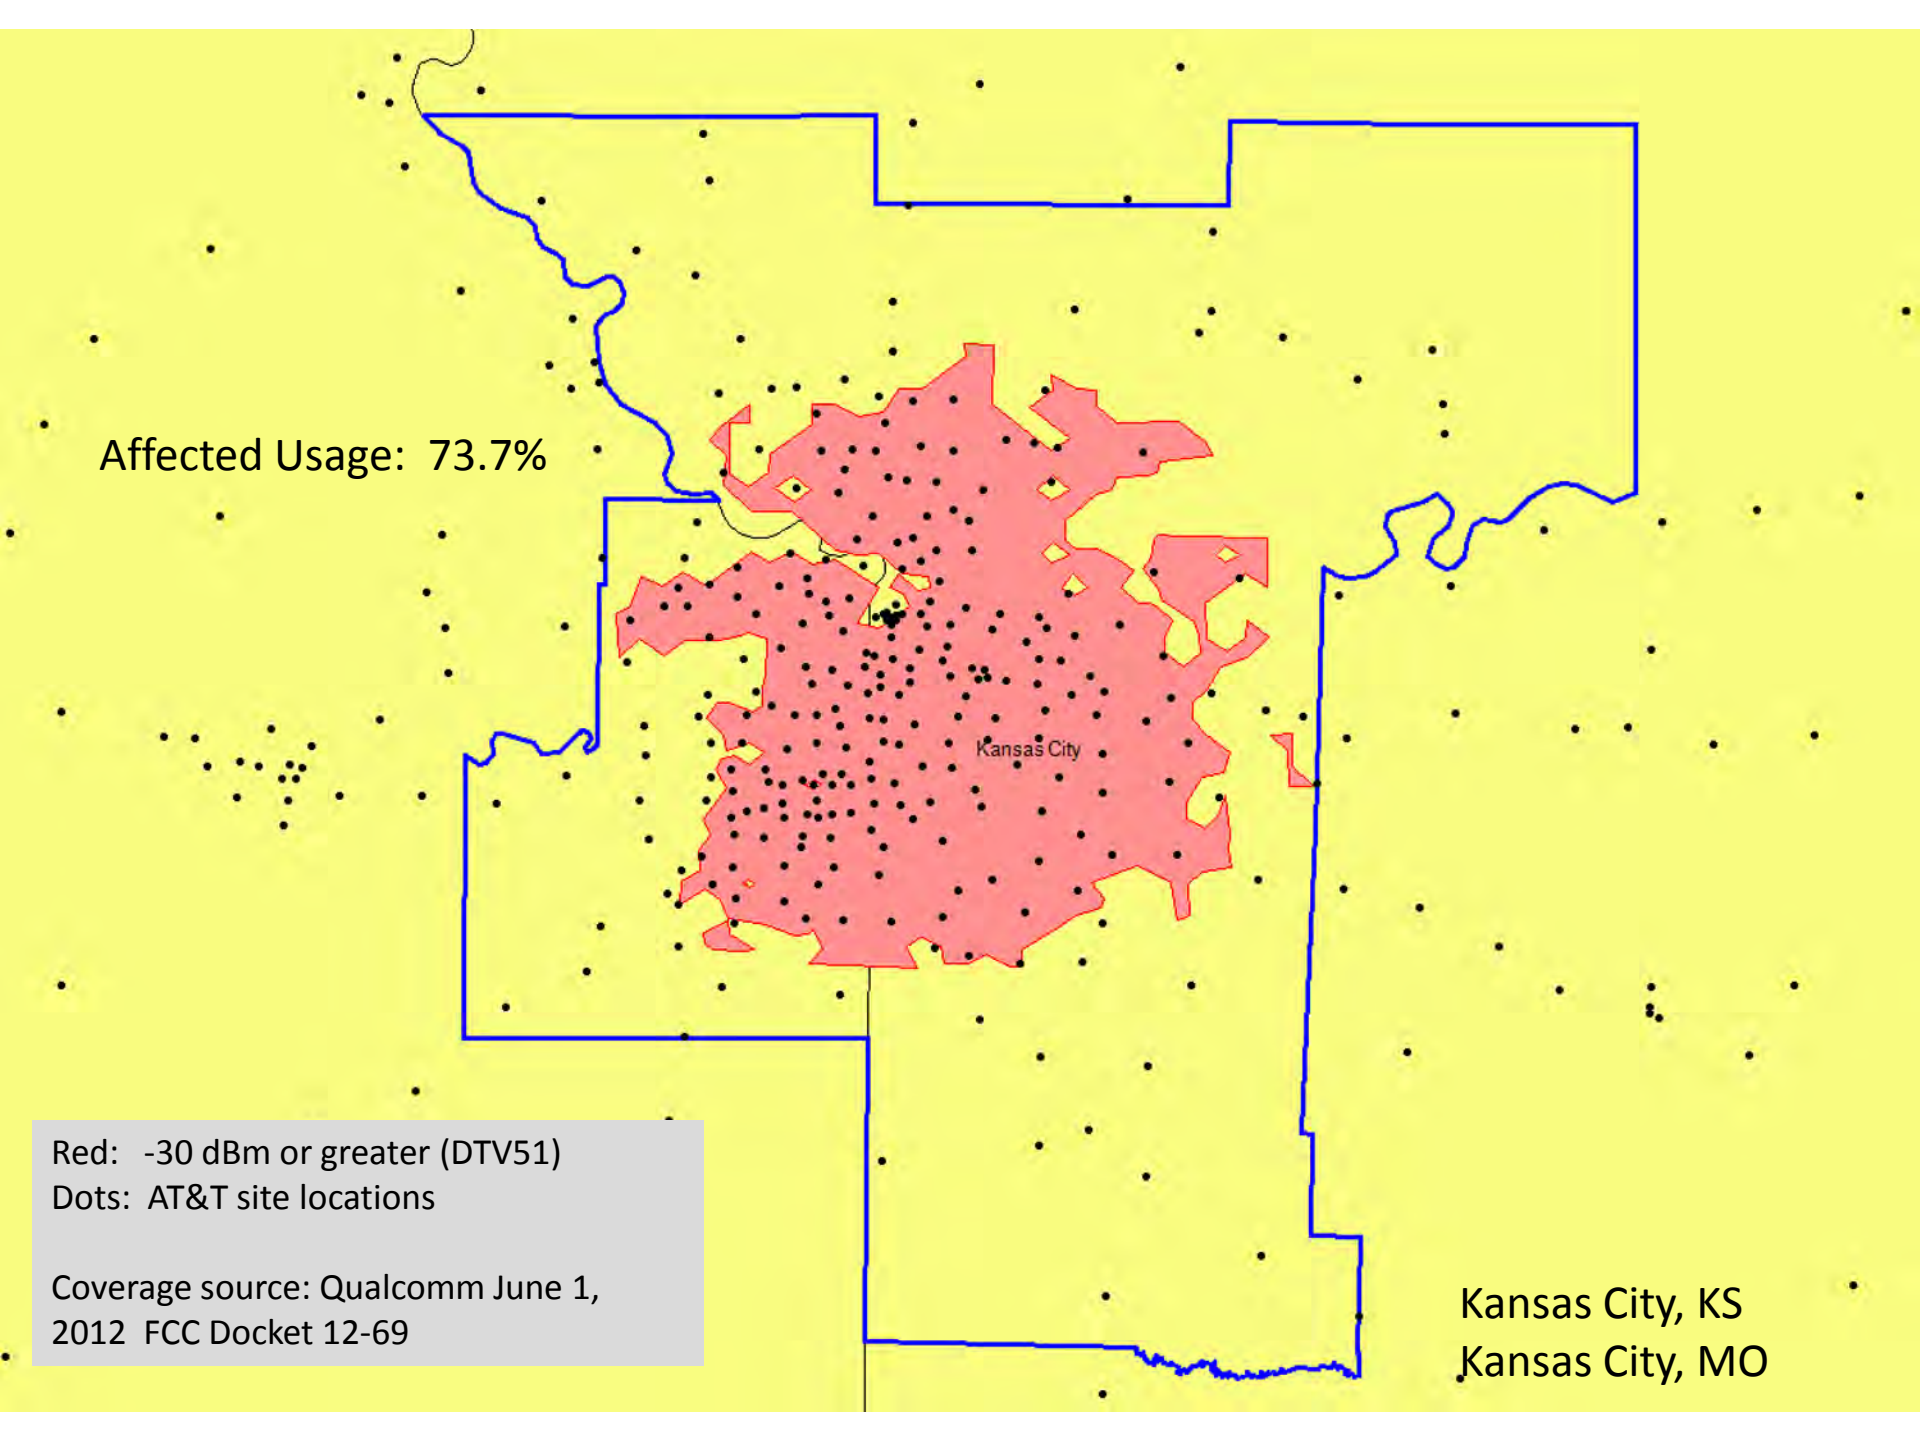 Affected Usage: 73.7%
Kansas City
Red: -30 dBm or greater (DTV51)
Dots: AT&T site locations
Coverage source: Qualcomm June 1,
2012 FCC Docket 12-69
Kansas City, KS
Kansas City, MO